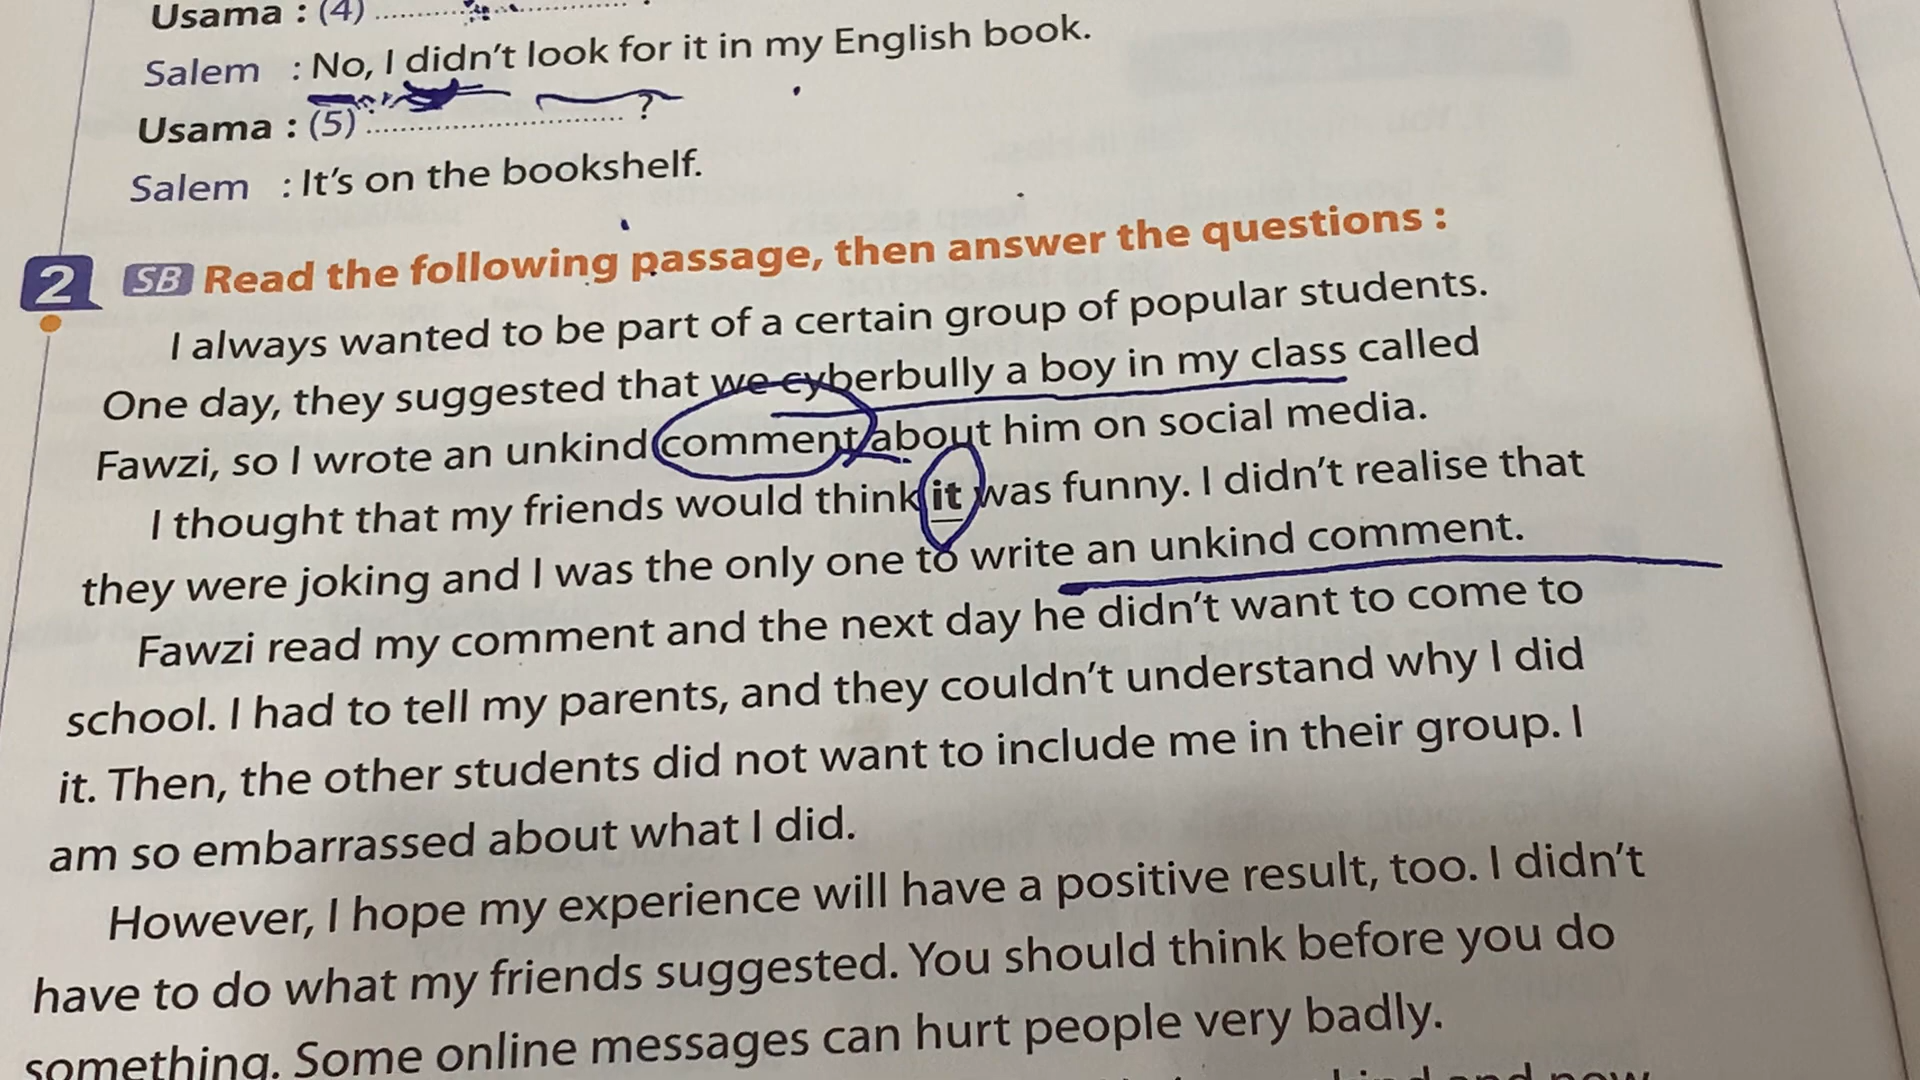 Usama : (4)
Salem : No, I didn't look for it in my English book.
Usama : (5) ........................ ?
Salem : It's on the bookshelf.
2 SB Read the following passage, then answer the questions :
I always wanted to be part of a certain group of popular students.
One day, they suggested that we cyberbully a boy in my class called
Fawzi, so I wrote an unkind comment about him on social media.
I thought that my friends would think it was funny. I didn't realise that
they were joking and I was the only one to write an unkind comment.
Fawzi read my comment and the next day he didn't want to come to
school. I had to tell my parents, and they couldn't understand why I did
it. Then, the other students did not want to include me in their group. I
am so embarrassed about what I did.
However, I hope my experience will have a positive result, too. I didn't
have to do what my friends suggested. You should think before you do
something. Some online messages can hurt people very badly.
and now